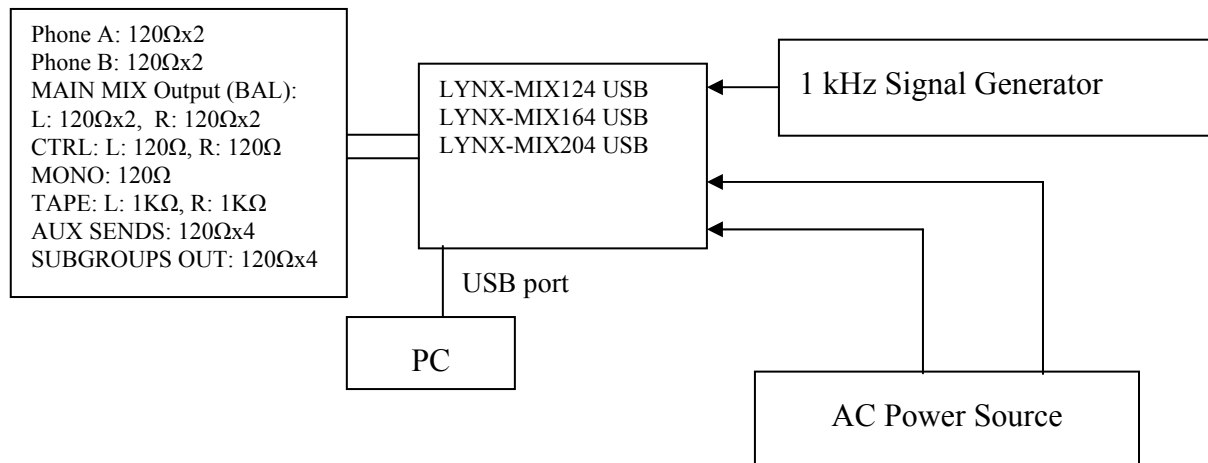 Phone A: 120Ωx2
Phone B: 120Ωx2
MAIN MIX Output (BAL):
L: 120Ωx2, R: 120Ωx2
CTRL: L: 120Ω, R: 120Ω
MONO: 120Ω
TAPE: L: 1KΩ, R: 1KΩ
AUX SENDS: 120Ωx4
SUBGROUPS OUT: 120Ωx4
LYNX-MIX124 USB
LYNX-MIX164 USB
LYNX-MIX204 USB
1 kHz Signal Generator
USB port
PC
AC Power Source